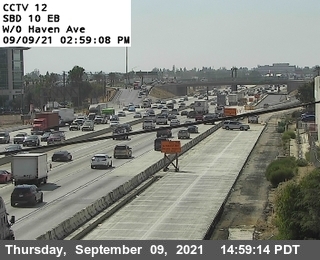 CCTV 12
SBD 10 EB
W/O Haven Ave
09/09/21 02:59:08 PM
Thursday, September 09, 2021 14:59:14 PDT